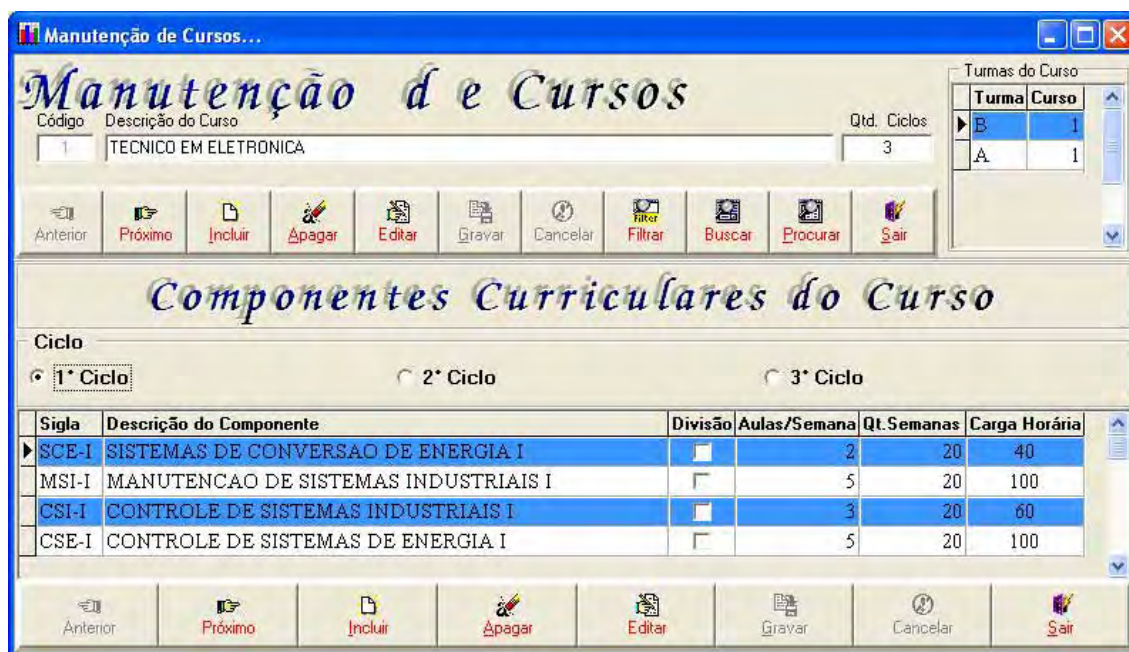 Manutenção de Cursos...
Manutenção de Cursos
Turmas do Curso
Código Descrição do Curso Qtd. Ciclos
1 TECNICO EM ELETRONICA 3
Turma Curso
B 1
A 1
Anterior Próximo Incluir Apagar Editar Gravar Cancelar Filter Filtrar Buscar Procurar Sair
Componentes Curriculares do Curso
Ciclo
1° Ciclo 2° Ciclo 3° Ciclo
Sigla Descrição do Componente Divisão Aulas/Semana Qt.Semanas Carga Horária
SCE-I SISTEMAS DE CONVERSAO DE ENERGIA I 2 20 40
MSI-I MANUTENCAO DE SISTEMAS INDUSTRIAIS I 5 20 100
CSI-I CONTROLE DE SISTEMAS INDUSTRIAIS I 3 20 60
CSE-I CONTROLE DE SISTEMAS DE ENERGIA I 5 20 100
Anterior Próximo Incluir Apagar Editar Gravar Cancelar Sair